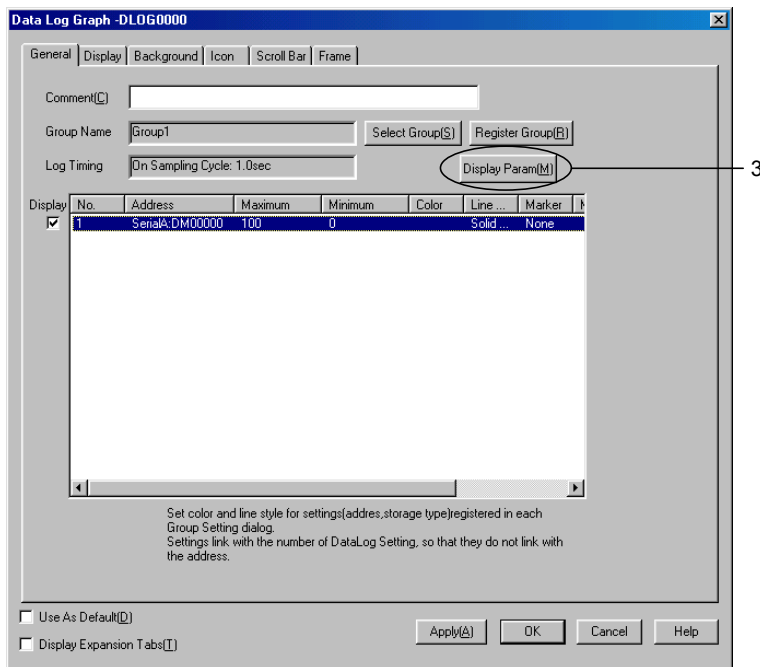 Data Log Graph -DLOG0000
General Display Background Icon Scroll Bar Frame
Comment(C)
Group Name Group1 Select Group(S) Register Group(R)
Log Timing On Sampling Cycle: 1.0sec Display Param(M) 3
Display No. Address Maximum Minimum Color Line ... Marker
1 SerialA:DM00000 100 0 Solid ... None
Set color and line style for settings(addres,storage type)registered in each
Group Setting dialog.
Settings link with the number of DataLog Setting, so that they do not link with
the address.
Use As Default(D)
Display Expansion Tabs(T)
Apply(A) OK Cancel Help